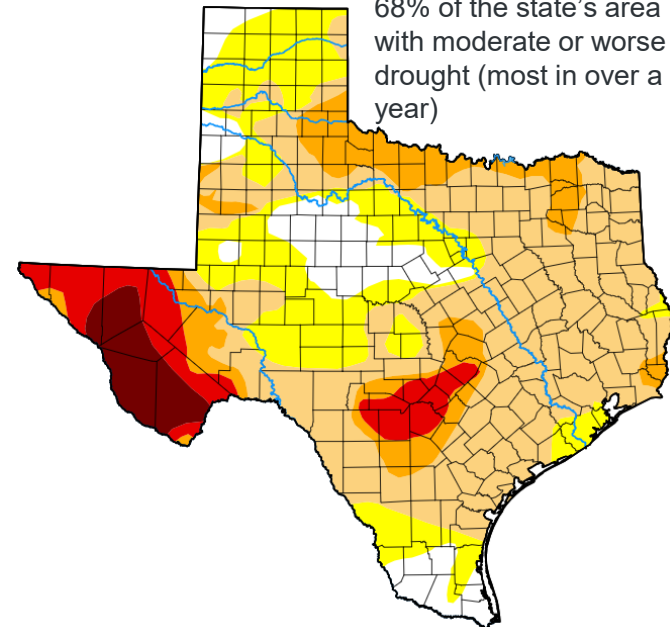 68% of the state’s area
with moderate or worse
drought (most in over a
year)